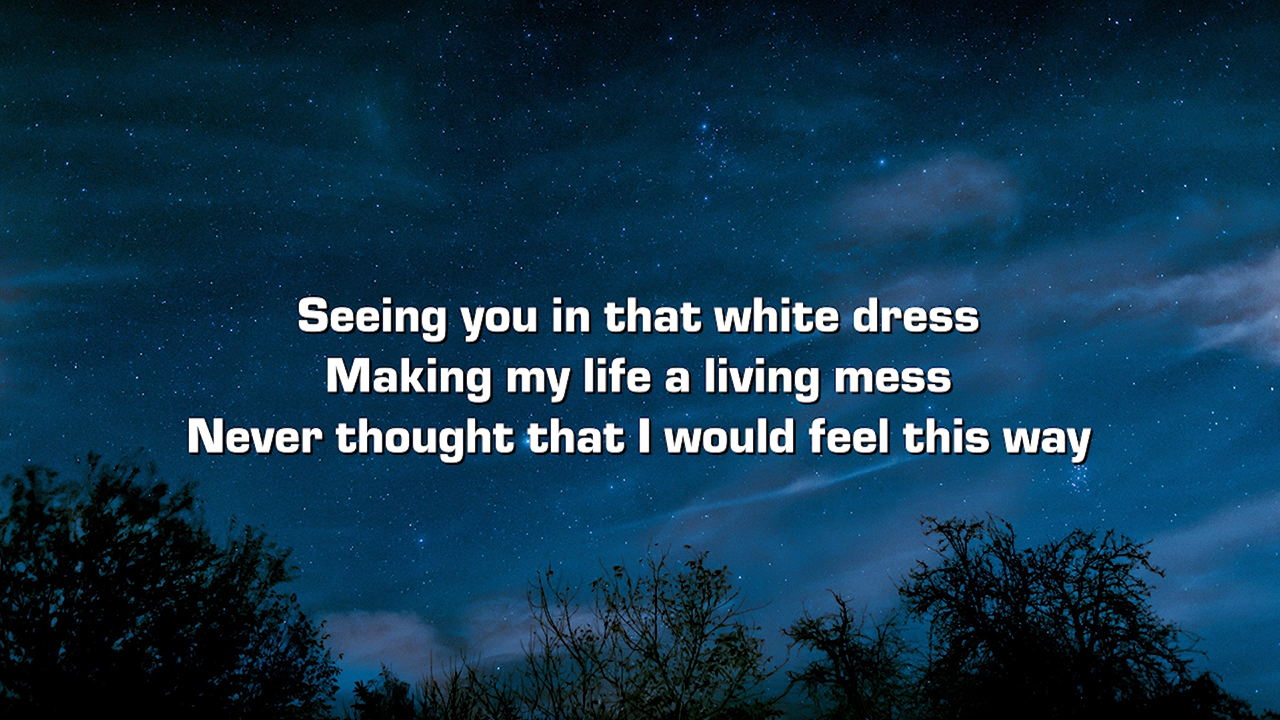 Seeing you in that white dress
Making my life a living mess
Never thought that I would feel this way